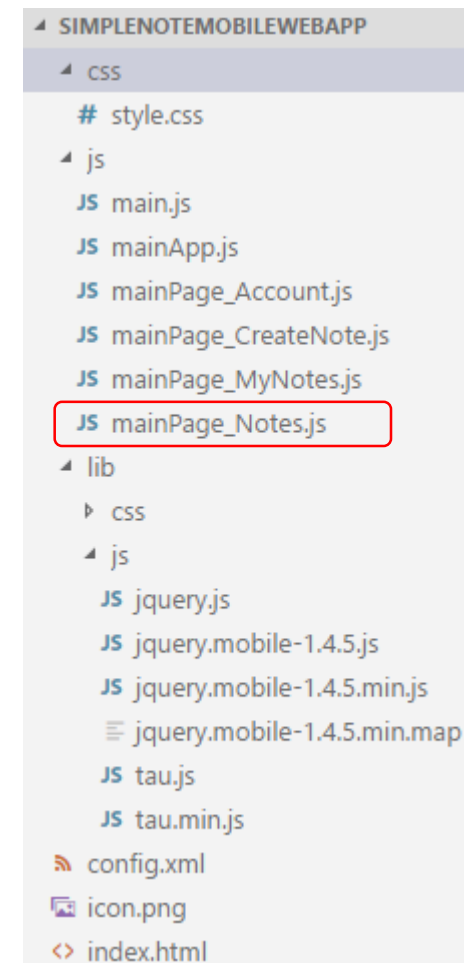 SIMPLENOTEMOBILEWEBAPP
css
# style.css
js
JS main.js
JS mainApp.js
JS mainPage_Account.js
JS mainPage_CreateNote.js
JS mainPage_MyNotes.js
JS mainPage_Notes.js
lib
css
js
JS jquery.js
JS jquery.mobile-1.4.5.js
JS jquery.mobile-1.4.5.min.js
jquery.mobile-1.4.5.min.map
JS tau.js
JS tau.min.js
config.xml
icon.png
<> index.html